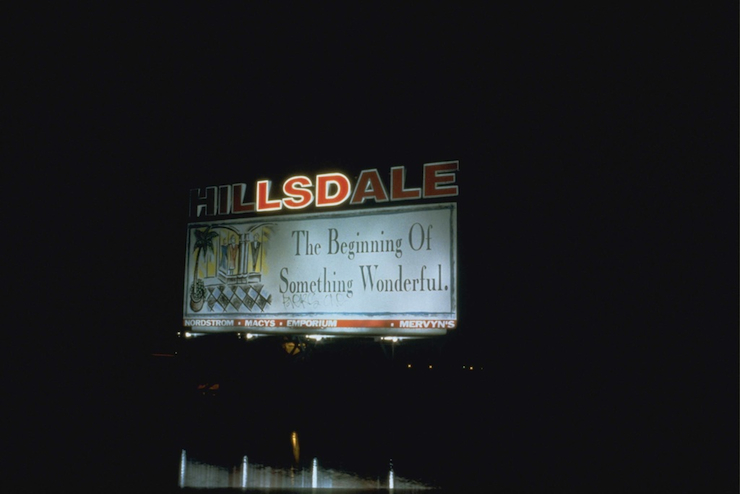 HILLSDALE
The Beginning Of
Something Wonderful.
NORDSTROM • MACYS • EMPORIUM • MERVYN'S